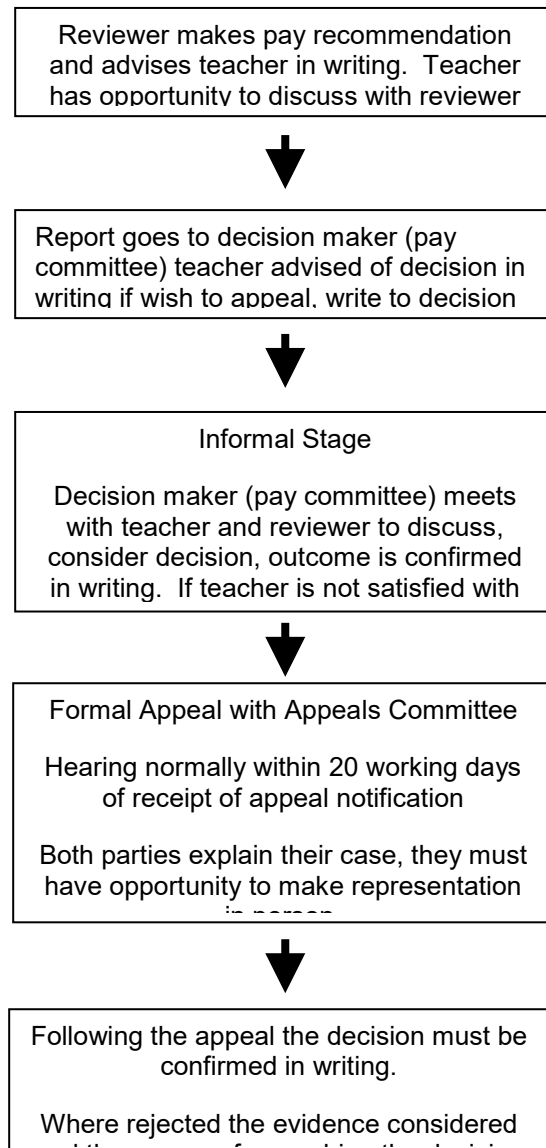 Reviewer makes pay recommendation
and advises teacher in writing.  Teacher
has opportunity to discuss with reviewer
Report goes to decision maker (pay
committee) teacher advised of decision in
writing if wish to appeal, write to decision
Informal Stage
Decision maker (pay committee) meets
with teacher and reviewer to discuss,
consider decision, outcome is confirmed
in writing.  If teacher is not satisfied with
Formal Appeal with Appeals Committee
Hearing normally within 20 working days
of receipt of appeal notification
Both parties explain their case, they must
have opportunity to make representation
in person
Following the appeal the decision must be
confirmed in writing.
Where rejected the evidence considered
the